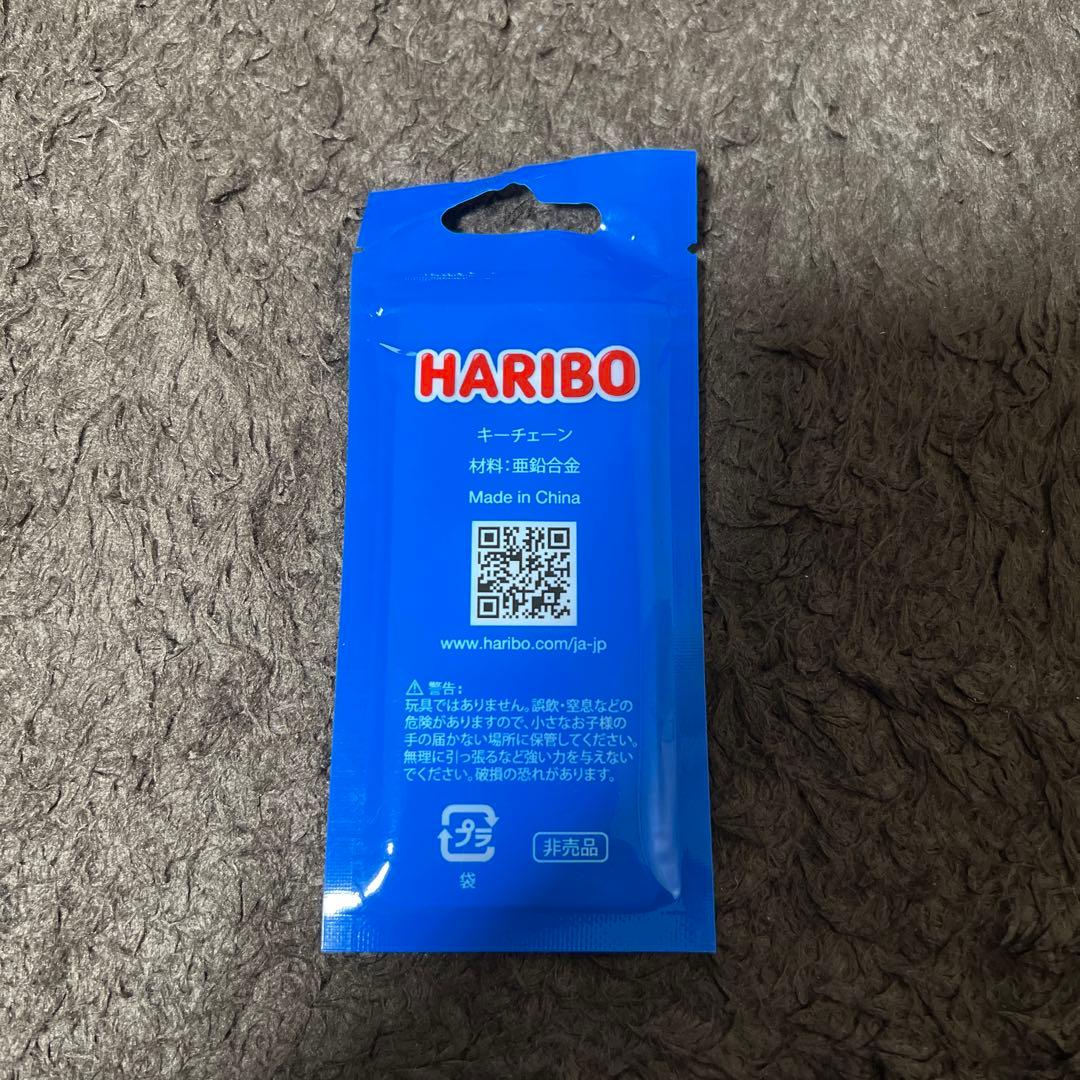 HARIBO
キーチェーン
材料:亜鉛合金
Made in China
www.haribo.com/ja-jp
警告:
玩具ではありません。誤飲・窒息などの
危険がありますので、小さなお子様の
手の届かない場所に保管してください。
無理に引っ張るなど強い力を与えない
でください。破損の恐れがあります。
プラ
非売品
袋